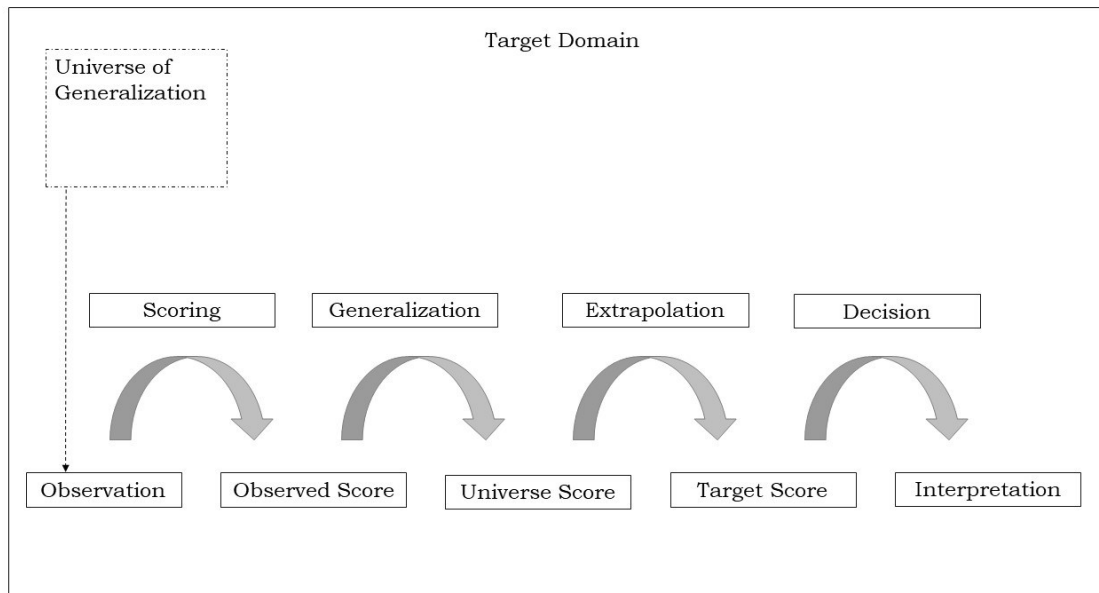 Target Domain
Universe of
Generalization
Scoring
Generalization
Extrapolation
Decision
Observation
Observed Score
Universe Score
Target Score
Interpretation